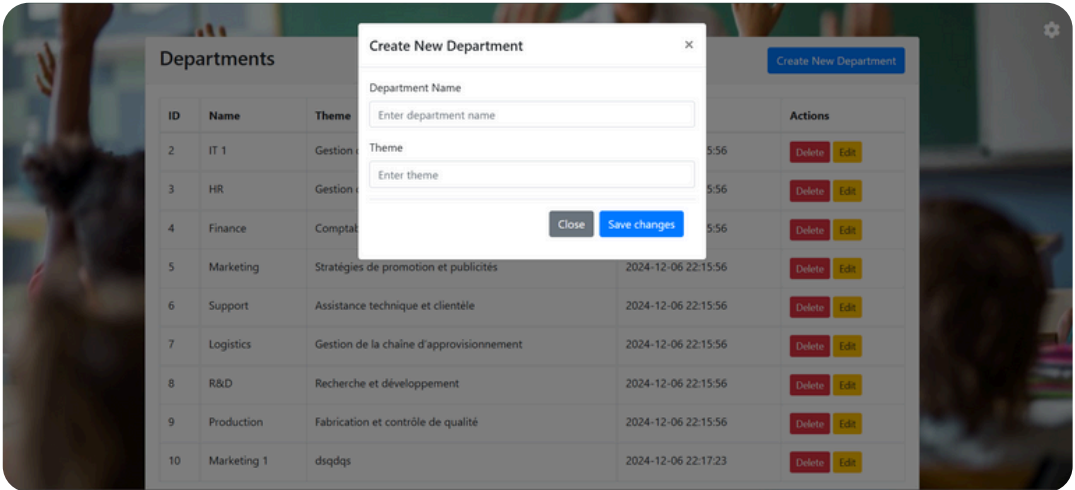 Departments
Create New Department
ID Name Theme Actions
2 IT 1 Gestion 5:56 Delete Edit
3 HR Gestion 5:56 Delete Edit
4 Finance Comptab 5:56 Delete Edit
5 Marketing Stratégies de promotion et publicités 2024-12-06 22:15:56 Delete Edit
6 Support Assistance technique et clientèle 2024-12-06 22:15:56 Delete Edit
7 Logistics Gestion de la chaîne d'approvisionnement 2024-12-06 22:15:56 Delete Edit
8 R&D Recherche et développement 2024-12-06 22:15:56 Delete Edit
9 Production Fabrication et contrôle de qualité 2024-12-06 22:15:56 Delete Edit
10 Marketing 1 dsqdqs 2024-12-06 22:17:23 Delete Edit
Create New Department ×
Department Name
Enter department name
Theme
Enter theme
Close Save changes